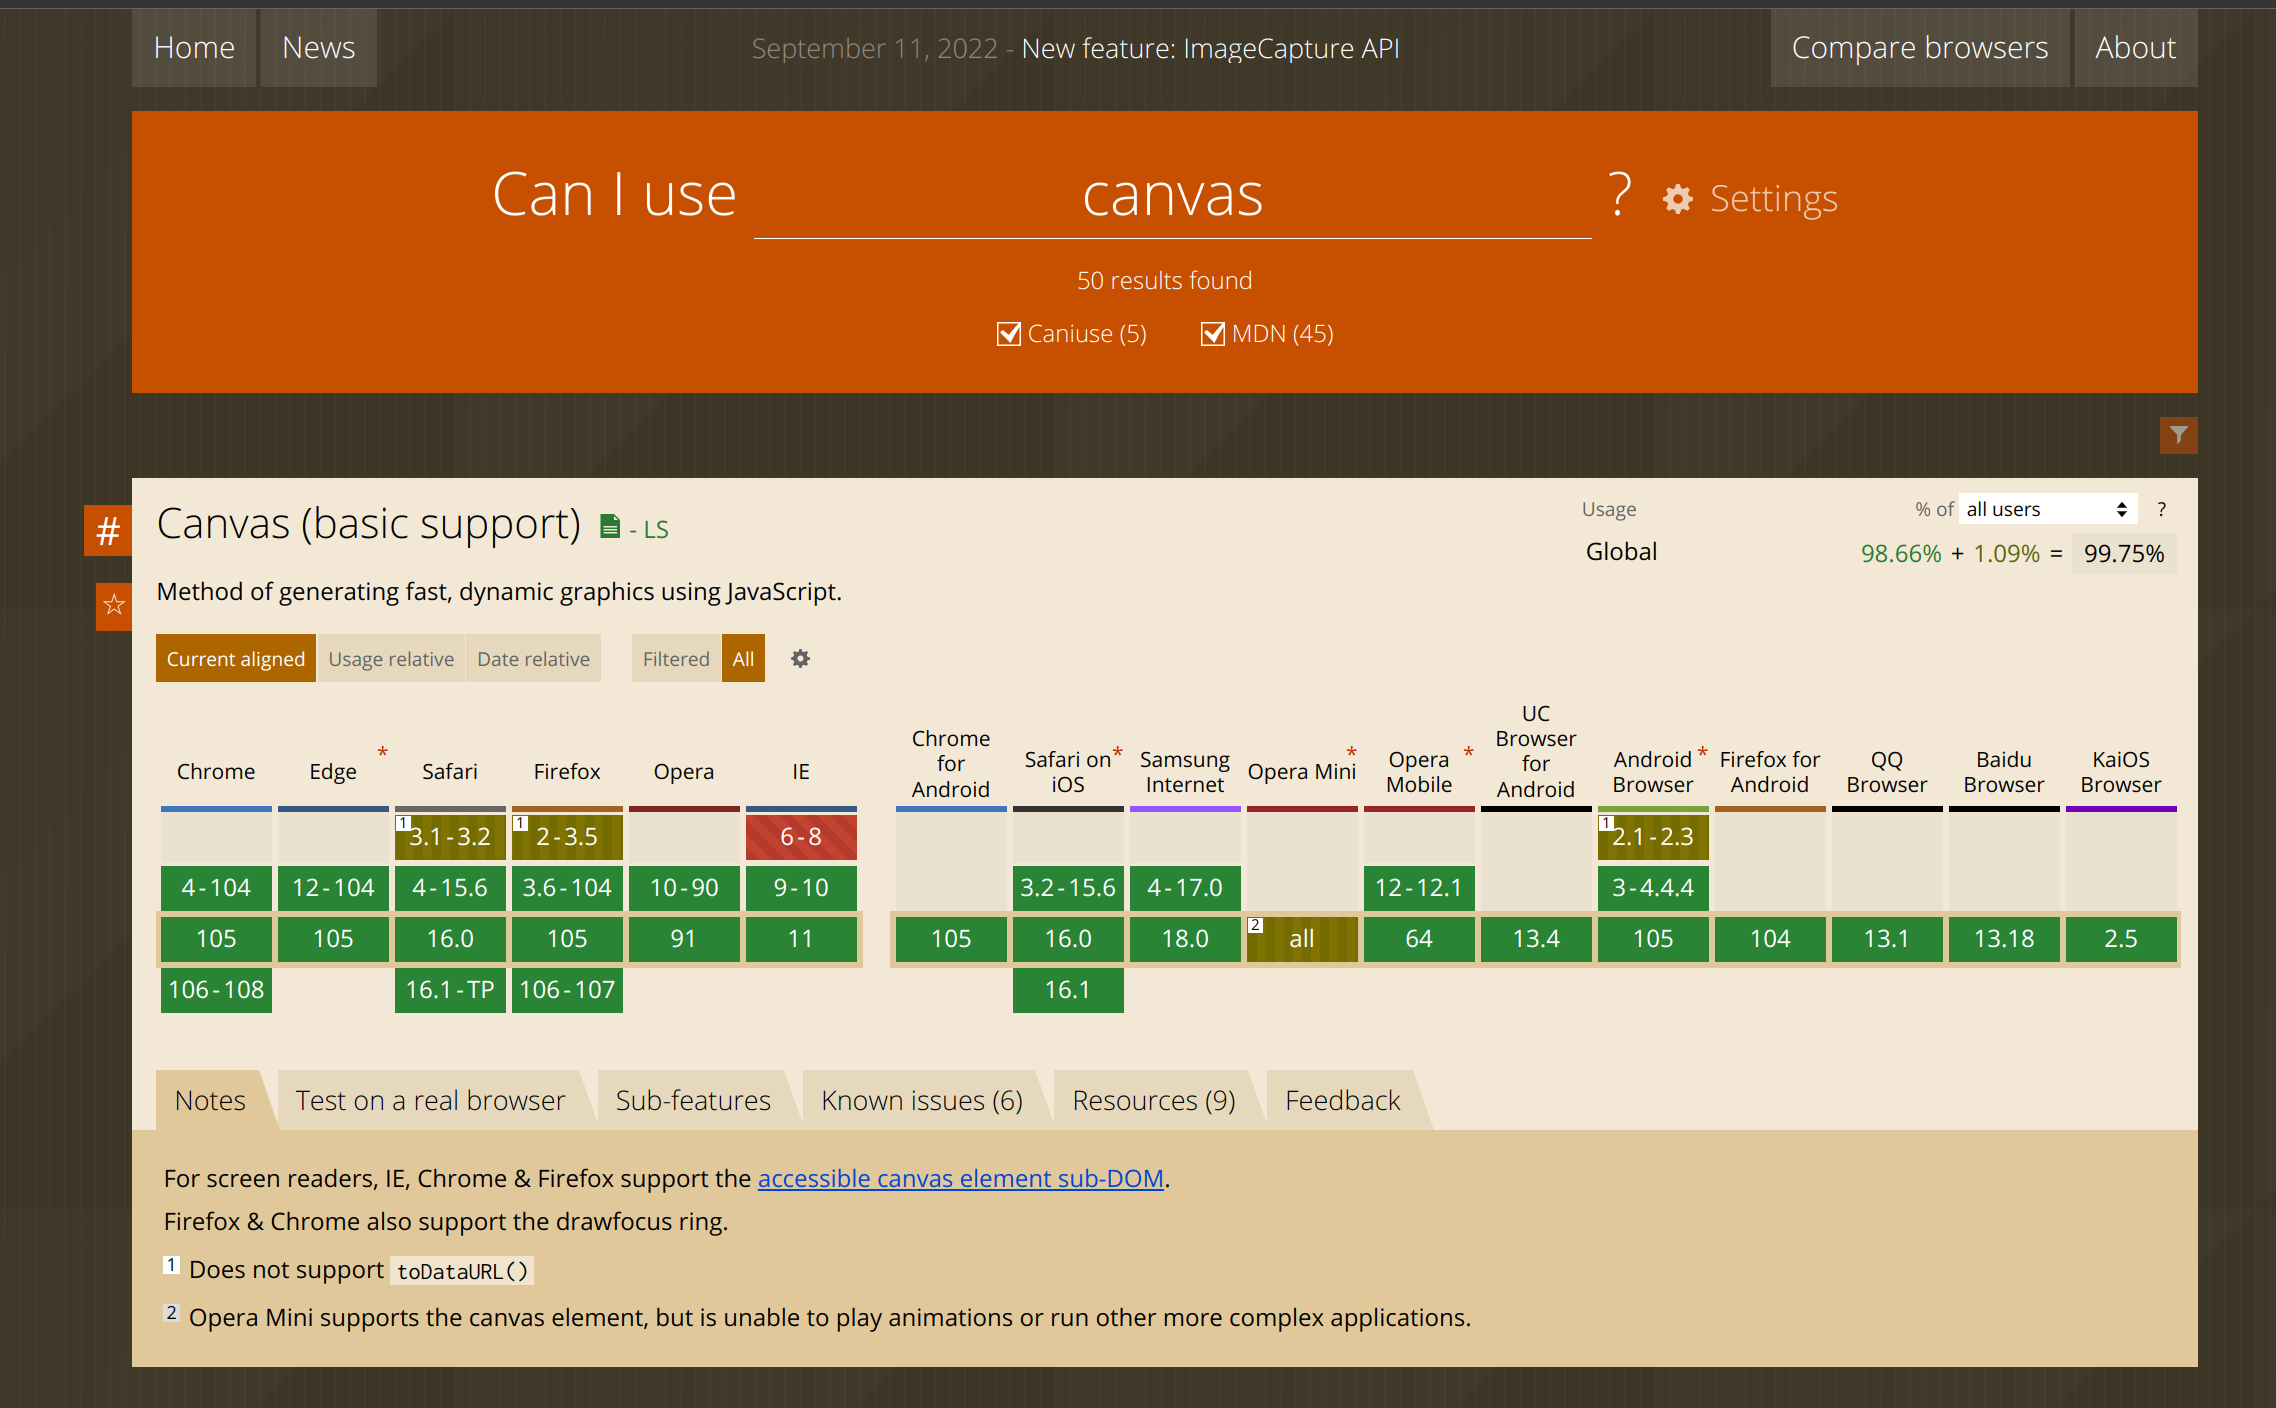 Home
News
September 11, 2022 - New feature: ImageCapture API
Compare browsers
About
Can I use
canvas
?
Settings
50 results found
Caniuse (5)
MDN (45)
#
Canvas (basic support)
- LS
Usage
% of
all users
?
Global
98.66% + 1.09% = 99.75%
Method of generating fast, dynamic graphics using JavaScript.
Current aligned
Usage relative
Date relative
Filtered
All
Chrome
Edge
*
Safari
Firefox
Opera
IE
Chrome
for
Android
Safari on
iOS
*
Samsung
Internet
Opera Mini
*
Opera
Mobile
*
UC
Browser
for
Android
Android
Browser
*
Firefox for
Android
QQ
Browser
Baidu
Browser
KaiOS
Browser
1
3.1-3.2
1
2-3.5
6-8
1
2.1-2.3
4-104
12-104
4-15.6
3.6-104
10-90
9-10
3.2-15.6
4-17.0
12-12.1
3-4.4.4
105
105
16.0
105
91
11
105
16.0
18.0
2
all
64
13.4
105
104
13.1
13.18
2.5
106-108
16.1-TP
106-107
16.1
Notes
Test on a real browser
Sub-features
Known issues (6)
Resources (9)
Feedback
For screen readers, IE, Chrome & Firefox support the accessible canvas element sub-DOM.
Firefox & Chrome also support the drawfocus ring.
1 Does not support toDataURL()
2 Opera Mini supports the canvas element, but is unable to play animations or run other more complex applications.